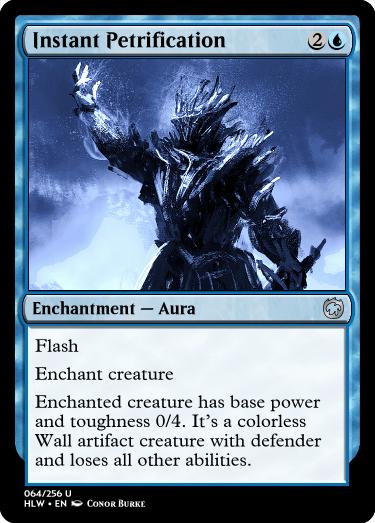 Instant Petrification 2
Enchantment — Aura
Flash
Enchant creature
Enchanted creature has base power
and toughness 0/4. It's a colorless
Wall artifact creature with defender
and loses all other abilities.
064/256 U
HLW • EN Conor Burke